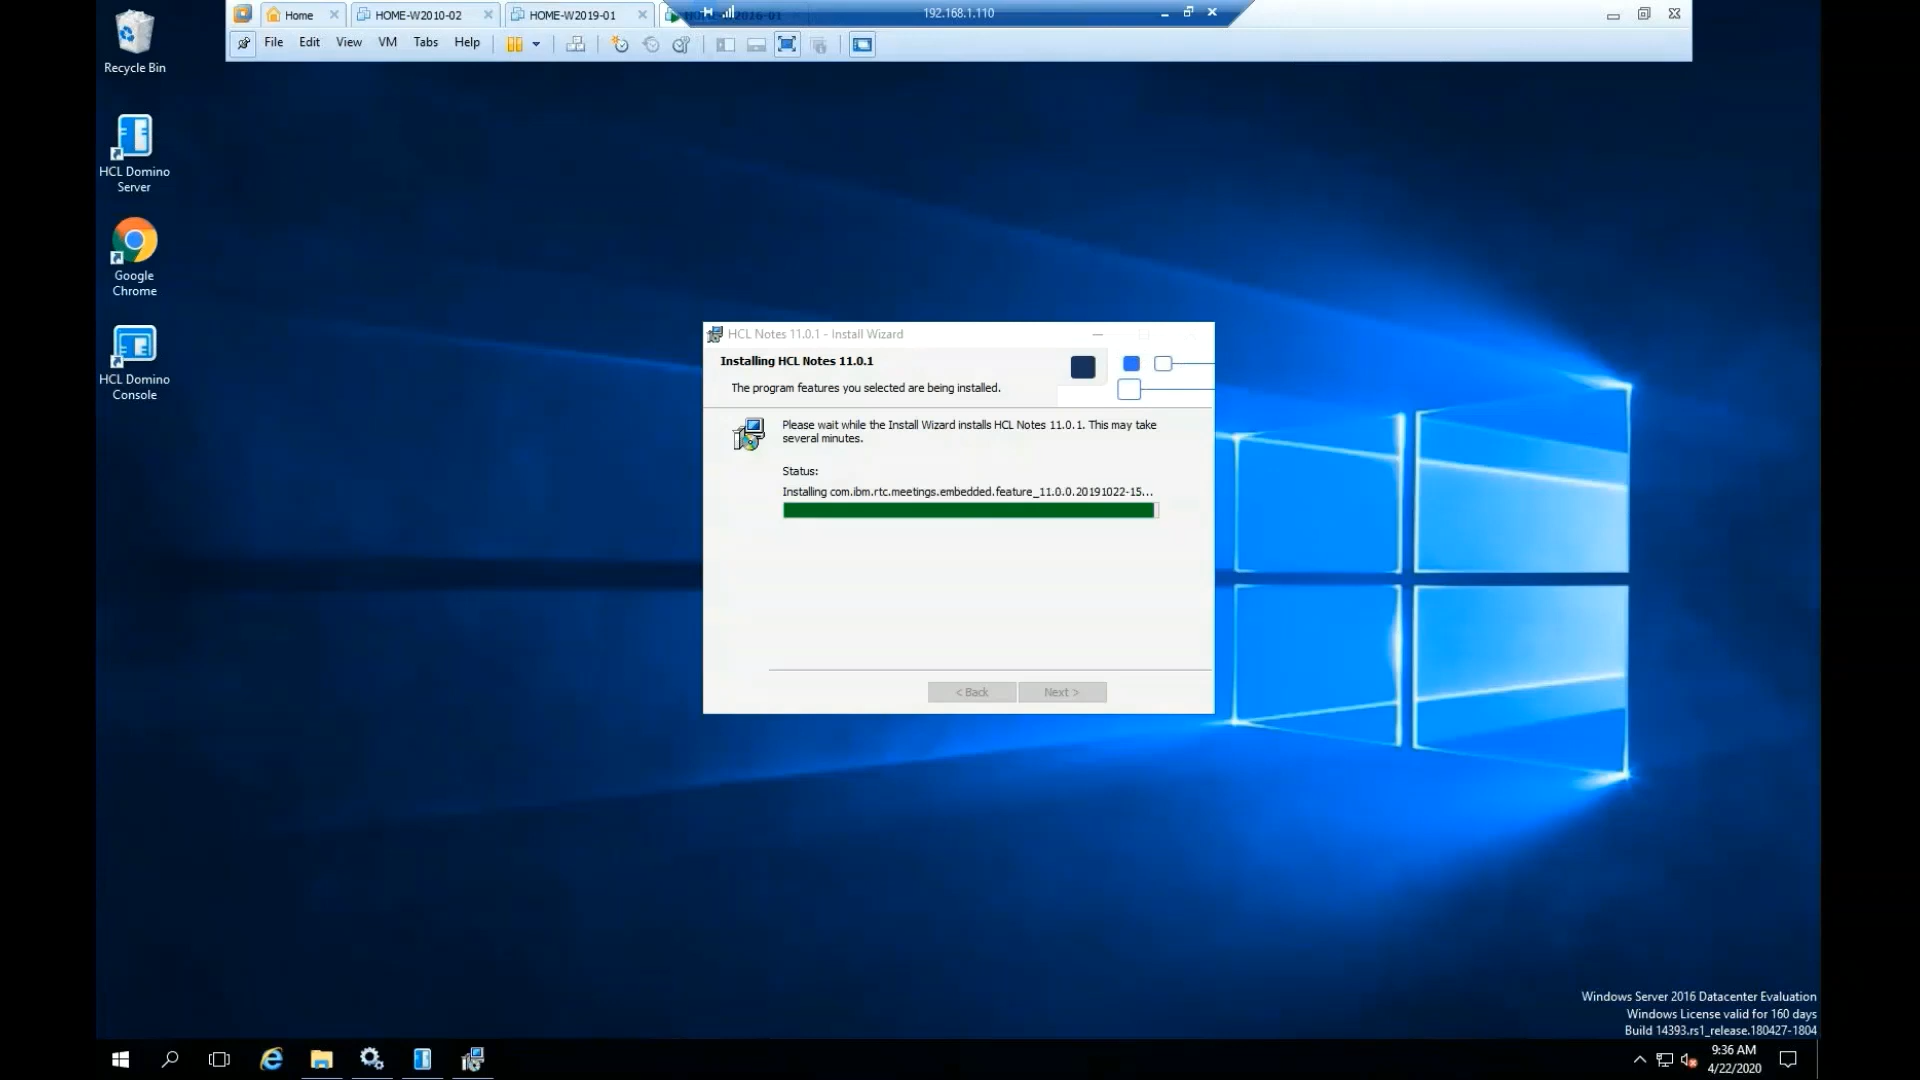 Home
HOME-W2010-02
HOME-W2019-01
192.168.1.110
File Edit View VM Tabs Help
Recycle Bin
HCL Domino
Server
Google
Chrome
HCL Domino
Console
HCL Notes 11.0.1 - Install Wizard
Installing HCL Notes 11.0.1
The program features you selected are being installed.
Please wait while the Install Wizard installs HCL Notes 11.0.1. This may take
several minutes.
Status:
Installing com.ibm.rtc.meetings.embedded.feature_11.0.0.20191022-15...
< Back
Next >
Windows Server 2016 Datacenter Evaluation
Windows License valid for 160 days
Build 14393.rs1_release.180427-1804
9:36 AM
4/22/2020